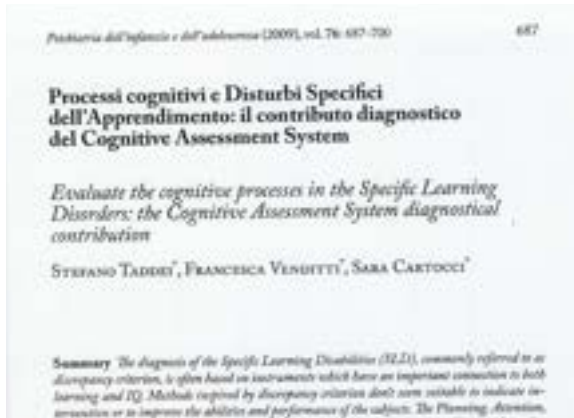 Psichiatria dell'infanzia e dell'adolescenza (2009), vol. 76: 687-700
687
Processi cognitivi e Disturbi Specifici
dell'Apprendimento: il contributo diagnostico
del Cognitive Assessment System
Evaluate the cognitive processes in the Specific Learning
Disorders: the Cognitive Assessment System diagnostical
contribution
STEFANO TADDEI*, FRANCESCA VENDITTI*, SARA CARTOCCI*
Summary The diagnosis of the Specific Learning Disabilities (SLD), commonly referred to as
discrepancy criterion, is often based on instruments which have an important connection to both
learning and IQ. Methods inspired by discrepancy criterion don't seem suitable to indicate in-
tervention or to improve the abilities and performance of the subjects. The Planning, Attention,